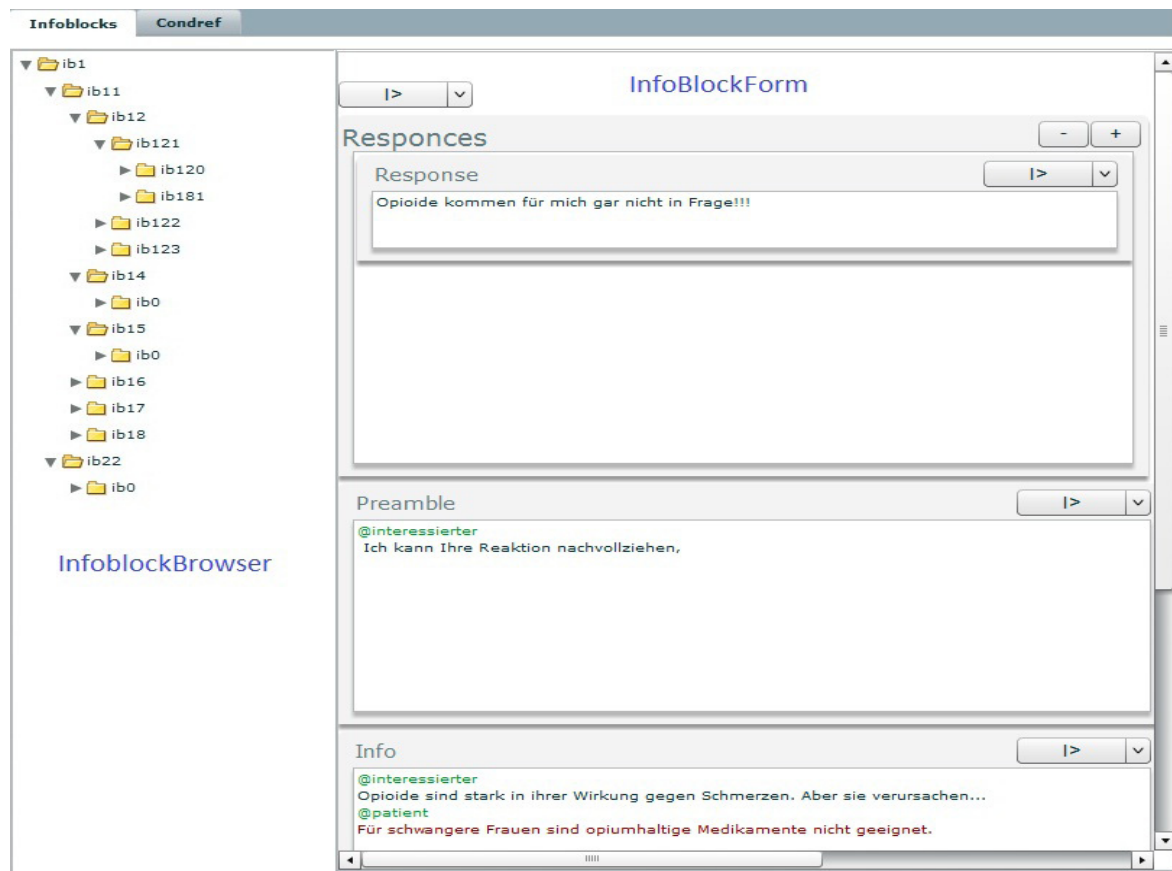 Infoblocks Condref
ib1
ib11
ib12
ib121
ib120
ib181
ib122
ib123
ib14
ib0
ib15
ib0
ib16
ib17
ib18
ib22
ib0
InfoblockBrowser
InfoBlockForm
|>
Responces - +
Response |>
Opioide kommen für mich gar nicht in Frage!!!
Preamble |>
@interessierter
Ich kann Ihre Reaktion nachvollziehen,
Info |>
@interessierter
Opioide sind stark in ihrer Wirkung gegen Schmerzen. Aber sie verursachen...
@patient
Für schwangere Frauen sind opiumhaltige Medikamente nicht geeignet.